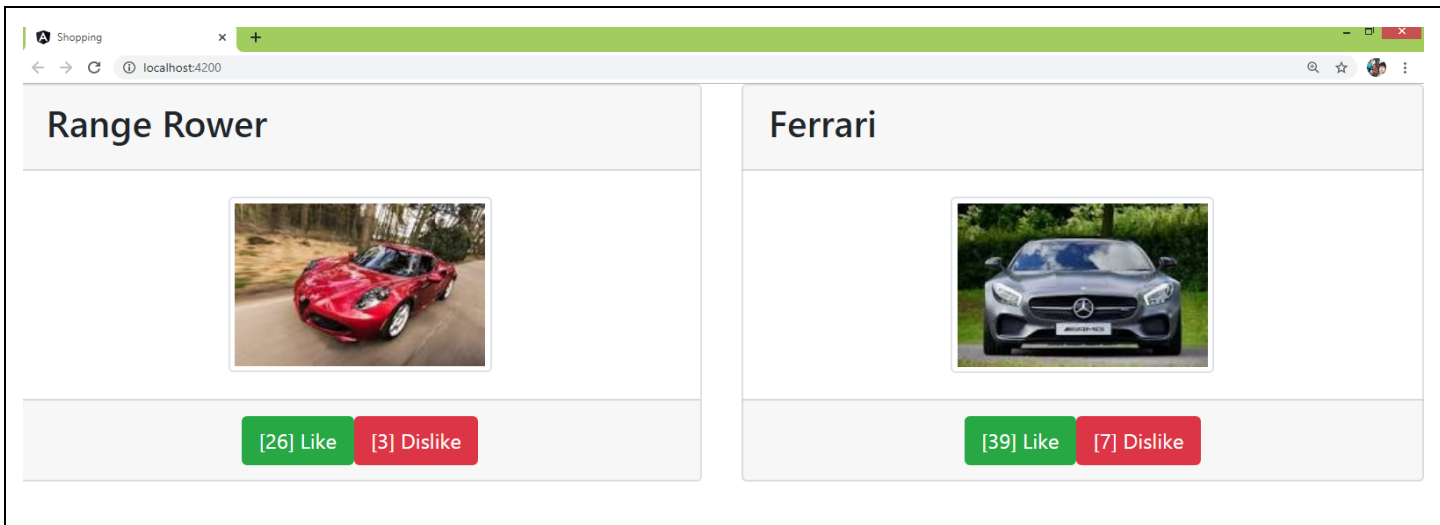 Shopping
localhost:4200
Range Rower
Ferrari
[26] Like [3] Dislike
[39] Like [7] Dislike